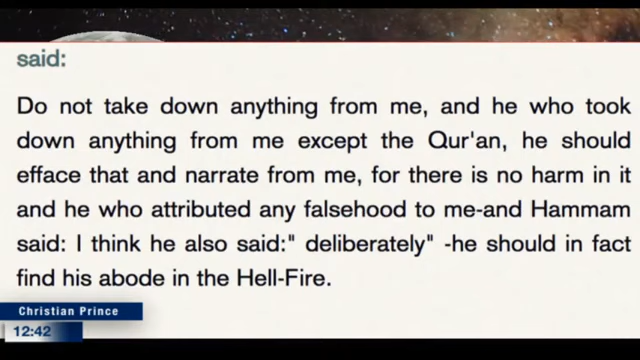 said:
Do not take down anything from me, and he who took
down anything from me except the Qur'an, he should
efface that and narrate from me, for there is no harm in it
and he who attributed any falsehood to me-and Hammam
said: I think he also said:" deliberately" -he should in fact
find his abode in the Hell-Fire.
Christian Prince
12:42